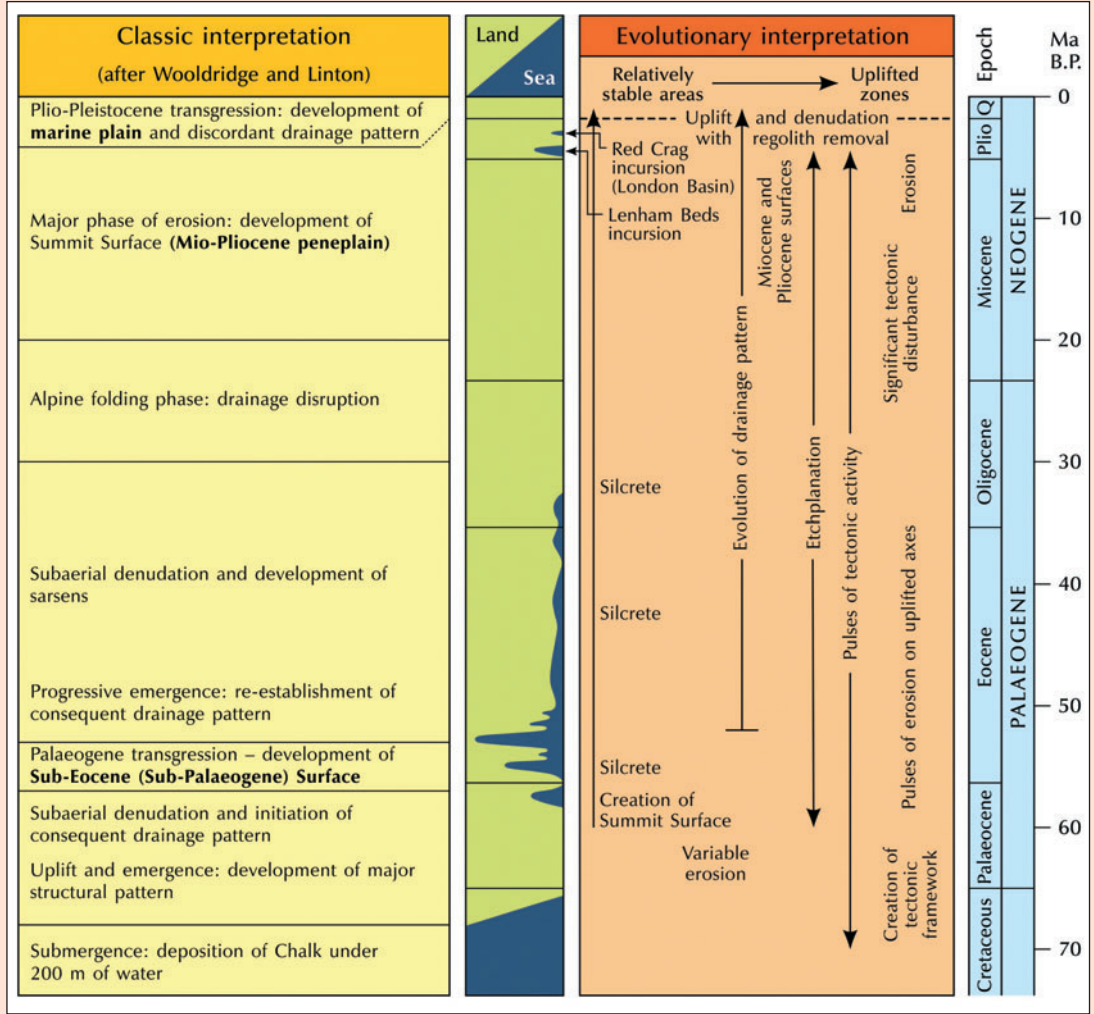 Classic interpretation
(after Wooldridge and Linton)
Plio-Pleistocene transgression: development of
marine plain and discordant drainage pattern
Major phase of erosion: development of
Summit Surface (Mio-Pliocene peneplain)
Alpine folding phase: drainage disruption
Subaerial denudation and development of
sarsens
Progressive emergence: re-establishment of
consequent drainage pattern
Palaeogene transgression – development of
Sub-Eocene (Sub-Palaeogene) Surface
Subaerial denudation and initiation of
consequent drainage pattern
Uplift and emergence: development of major
structural pattern
Submergence: deposition of Chalk under
200 m of water
Land
Sea
Evolutionary interpretation
Relatively
stable areas
Uplifted
zones
Uplift and denudation
with regolith removal
Red Crag
incursion
(London Basin)
Lenham Beds
incursion
Silcrete
Silcrete
Silcrete
Creation of
Summit Surface
Variable
erosion
Evolution of drainage pattern
Miocene and
Pliocene surfaces
Etchplanation
Pulses of tectonic activity
Erosion
Significant tectonic
disturbance
Pulses of erosion on uplifted axes
Creation of
tectonic
framework
Epoch
Q
Plio
Miocene
Oligocene
Eocene
Palaeocene
Cretaceous
NEOGENE
PALAEOGENE
Ma
B.P.
0
10
20
30
40
50
60
70